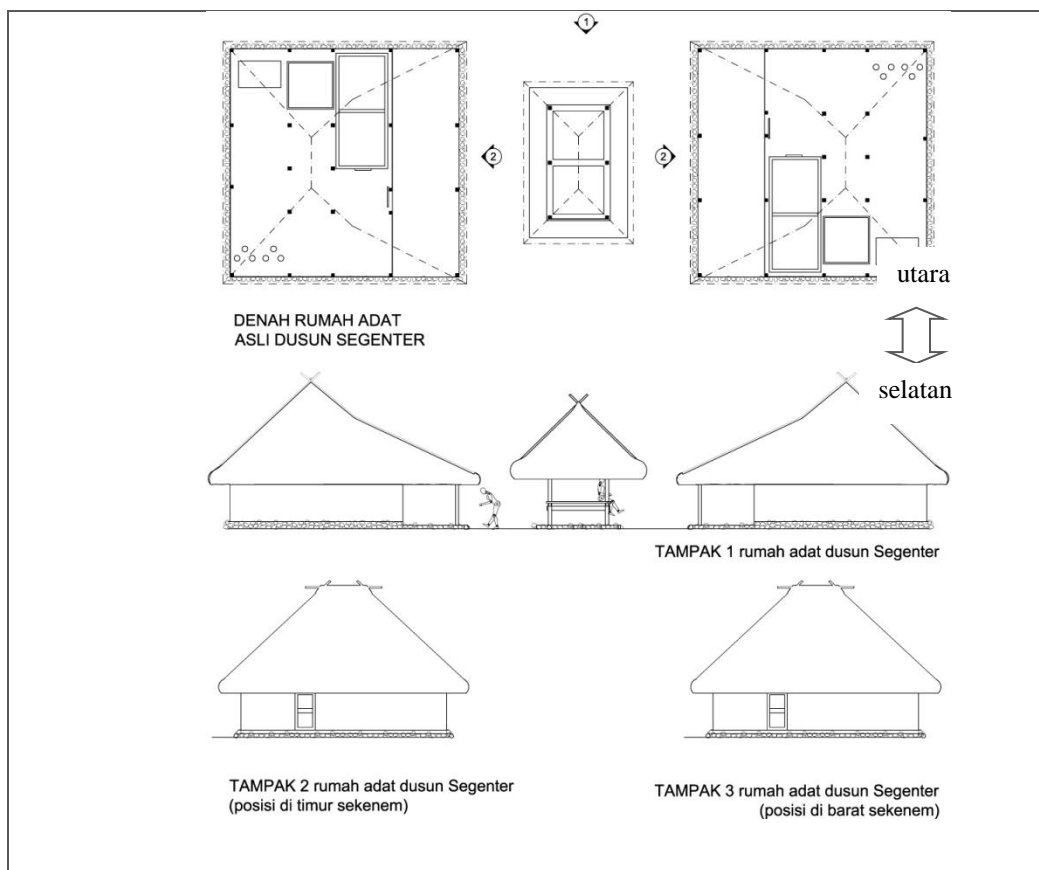 1
2
2
utara
DENAH RUMAH ADAT
ASLI DUSUN SEGENTER
selatan
TAMPAK 1 rumah adat dusun Segenter
TAMPAK 2 rumah adat dusun Segenter
(posisi di timur sekenem)
TAMPAK 3 rumah adat dusun Segenter
(posisi di barat sekenem)